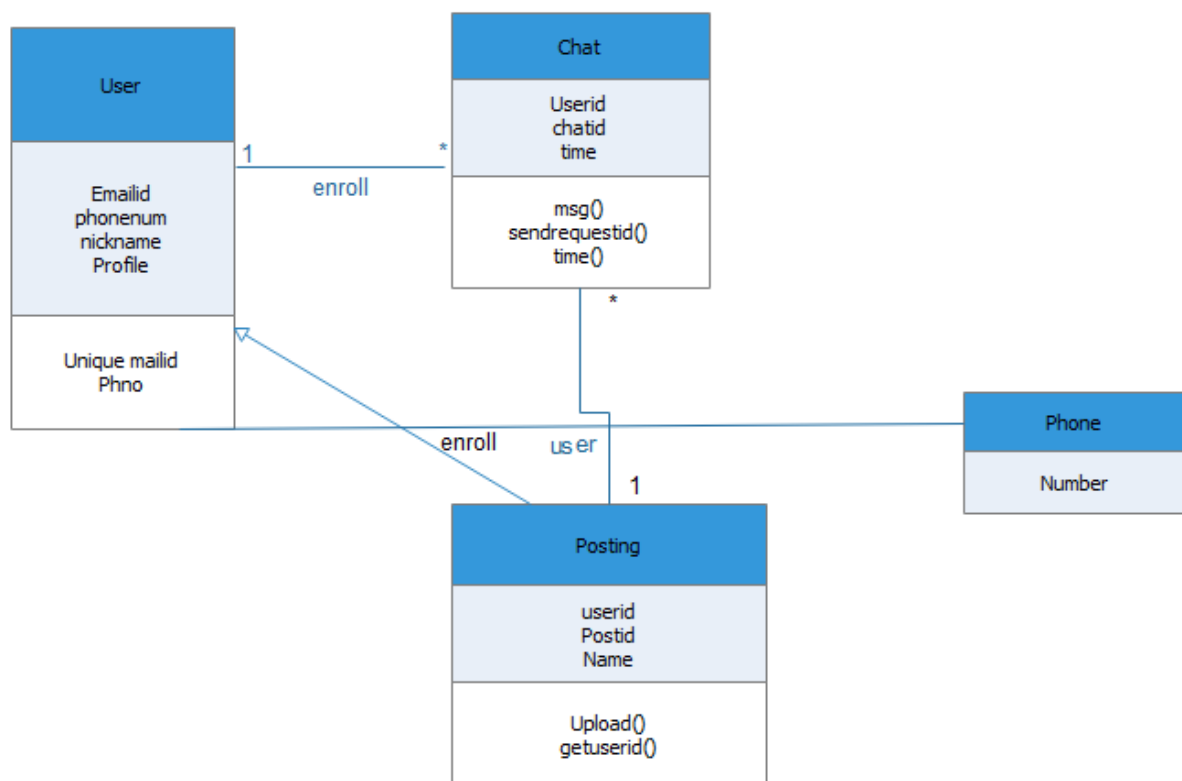 User
Emailid
phonenum
nickname
Profile
Unique mailid
Phno
1
*
enroll
Chat
Userid
chatid
time
msg()
sendrequestid()
time()
*
enroll
user
1
Phone
Number
Posting
userid
Postid
Name
Upload()
getuserid()